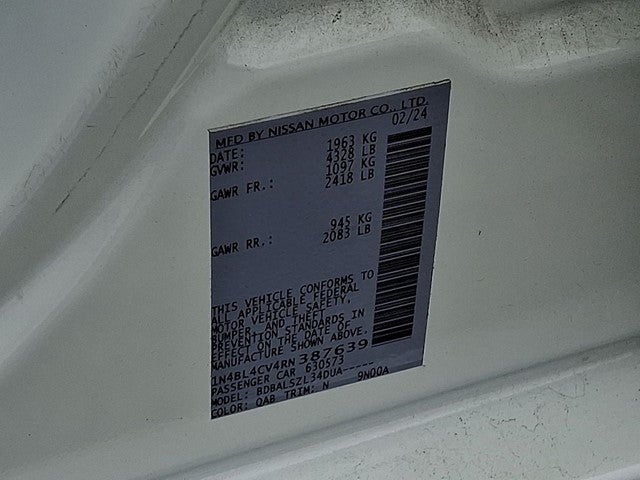 MFD BY NISSAN MOTOR CO., LTD.
DATE: 02/24
GVWR: 1963 KG
4328 LB
GAWR FR.: 1097 KG
2418 LB
GAWR RR.: 945 KG
2083 LB
THIS VEHICLE CONFORMS TO
ALL APPLICABLE FEDERAL
MOTOR VEHICLE SAFETY,
BUMPER, AND THEFT
PREVENTION STANDARDS IN
EFFECT ON THE DATE OF
MANUFACTURE SHOWN ABOVE.
1N4BL4CV4RN387639
PASSENGER CAR 630573
MODEL: BDBALSZL34DUA-----
COLOR: QAB TRIM: N 9N00A